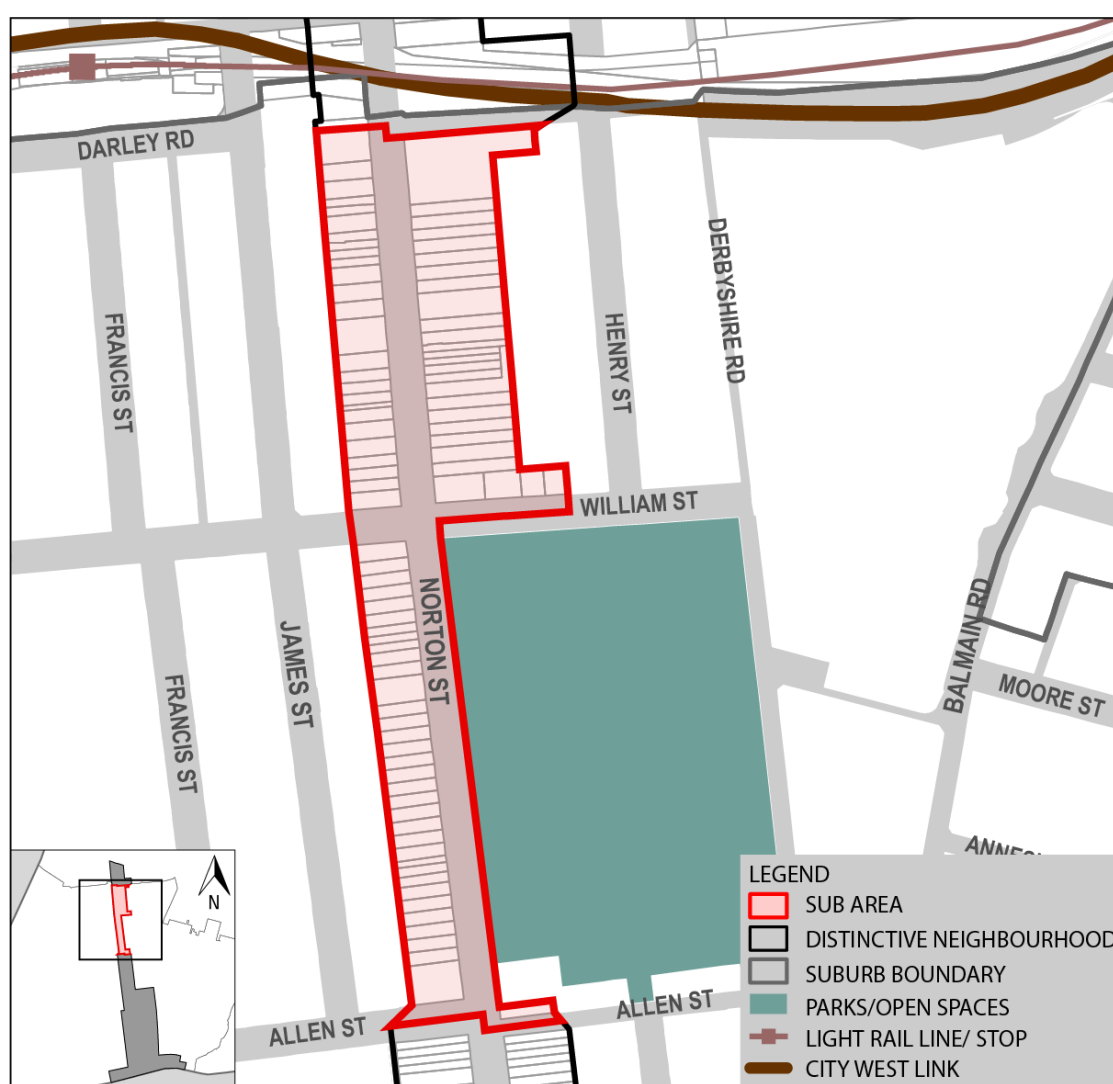 DARLEY RD
FRANCIS ST
HENRY ST
DERBYSHIRE RD
WILLIAM ST
NORTON ST
JAMES ST
FRANCIS ST
BALMAIN RD
MOORE ST
N
ALLEN ST
ALLEN ST
LEGEND
SUB AREA
DISTINCTIVE NEIGHBOURHOOD
SUBURB BOUNDARY
PARKS/OPEN SPACES
LIGHT RAIL LINE/ STOP
CITY WEST LINK